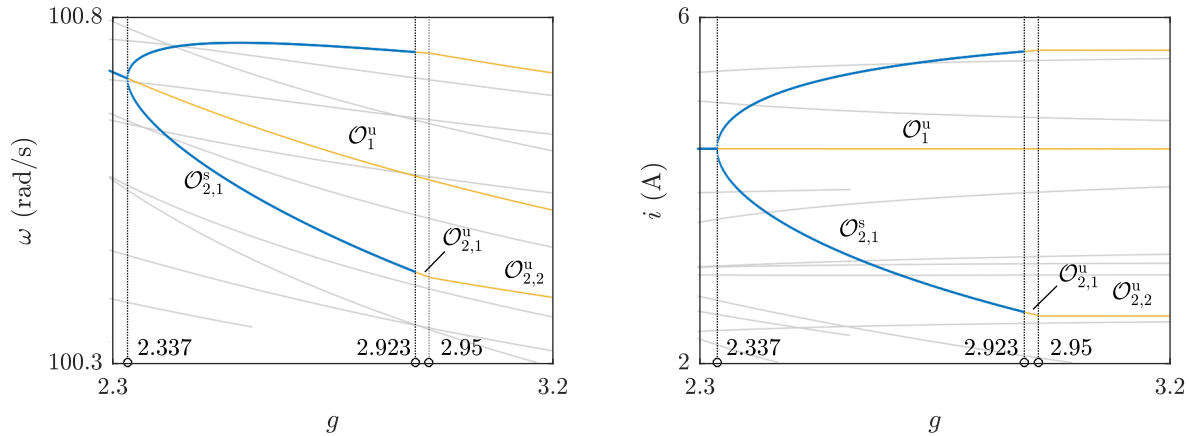 100.8
ω (rad/s)
𝒪₁ᵘ
𝒪₂,₁ˢ
𝒪₂,₁ᵘ
𝒪₂,₂ᵘ
2.337
2.923
2.95
100.3
2.3
3.2
g
6
i (A)
𝒪₁ᵘ
𝒪₂,₁ˢ
𝒪₂,₁ᵘ
𝒪₂,₂ᵘ
2.337
2.923
2.95
2
2.3
3.2
g